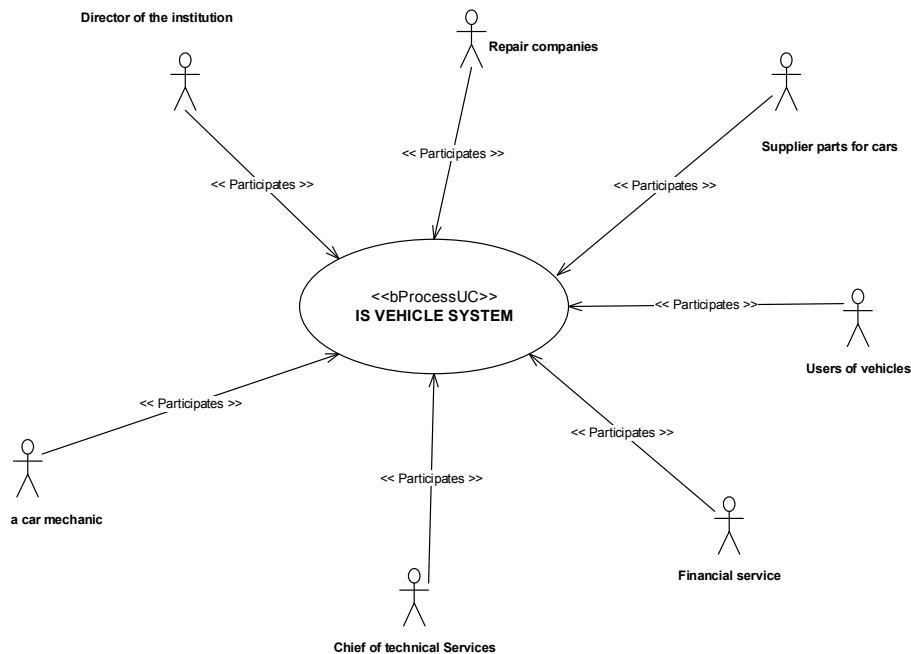 Director of the institution
Repair companies
<< Participates >>
Supplier parts for cars
<< Participates >>
<< Participates >>
<<bProcessUC>>
IS VEHICLE SYSTEM
<< Participates >>
Users of vehicles
<< Participates >>
<< Participates >>
<< Participates >>
a car mechanic
Financial service
Chief of technical Services